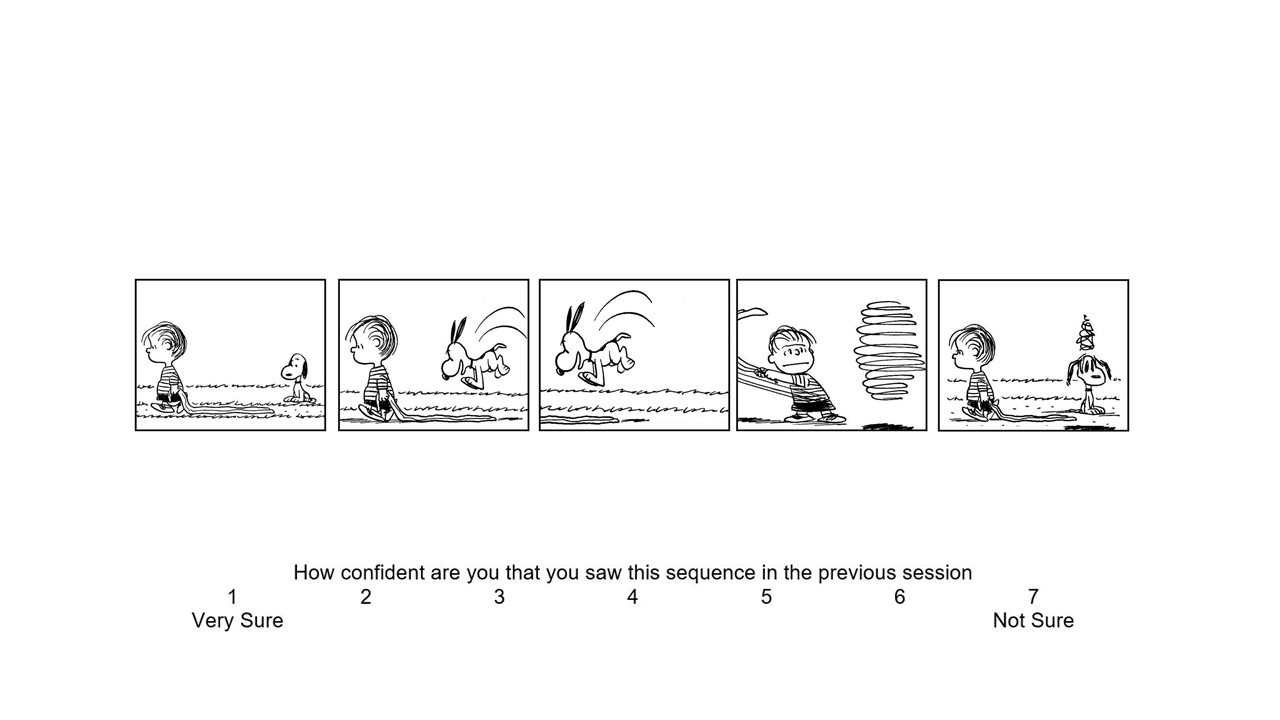 How confident are you that you saw this sequence in the previous session
1 2 3 4 5 6 7
Very Sure Not Sure